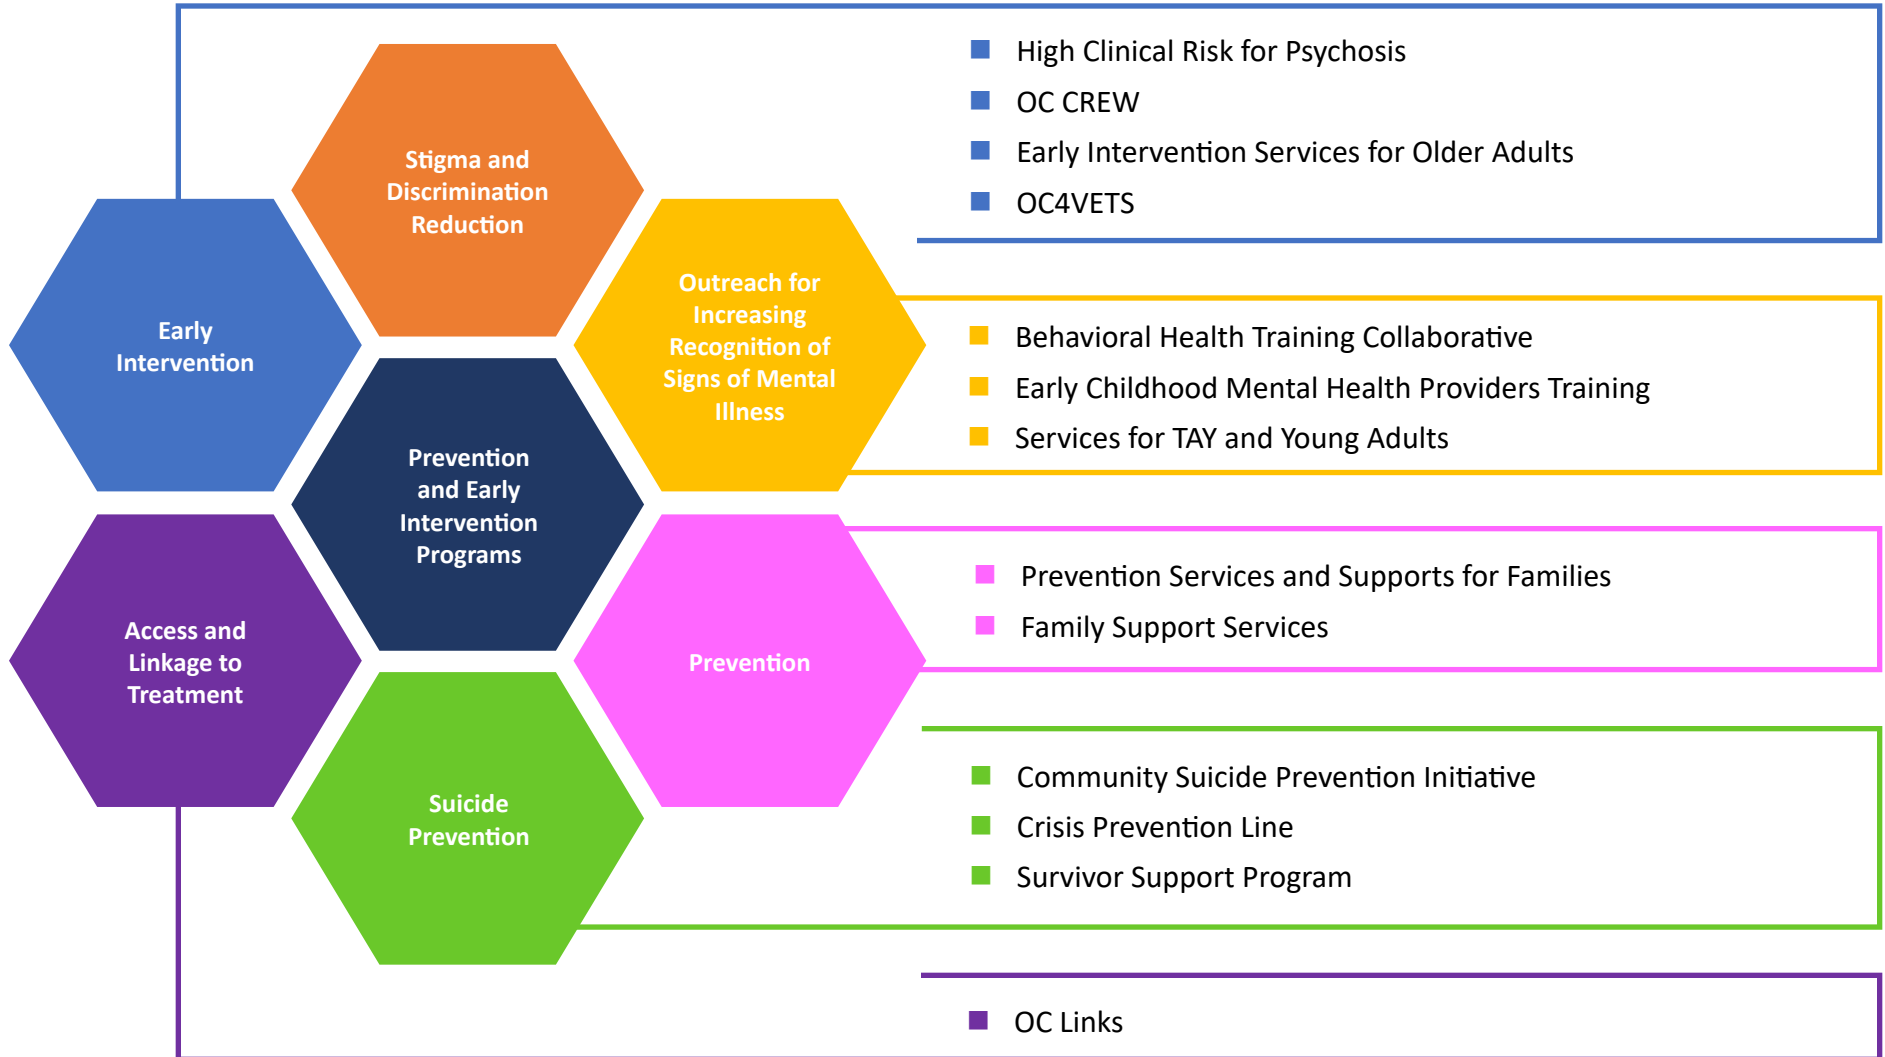 Stigma and
Discrimination
Reduction
Early
Intervention
Outreach for
Increasing
Recognition of
Signs of Mental
Illness
Prevention
and Early
Intervention
Programs
Access and
Linkage to
Treatment
Prevention
Suicide
Prevention
High Clinical Risk for Psychosis
OC CREW
Early Intervention Services for Older Adults
OC4VETS
Behavioral Health Training Collaborative
Early Childhood Mental Health Providers Training
Services for TAY and Young Adults
Prevention Services and Supports for Families
Family Support Services
Community Suicide Prevention Initiative
Crisis Prevention Line
Survivor Support Program
OC Links